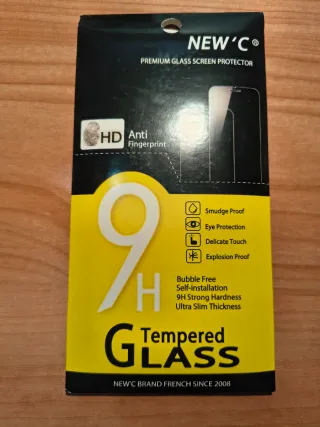 NEW'C®
PREMIUM GLASS SCREEN PROTECTOR
HD Anti
Fingerprint
9H
Smudge Proof
Eye Protection
Delicate Touch
Explosion Proof
Bubble Free
Self-installation
9H Strong Hardness
Ultra Slim Thickness
Tempered
GLASS
NEW'C BRAND FRENCH SINCE 2008